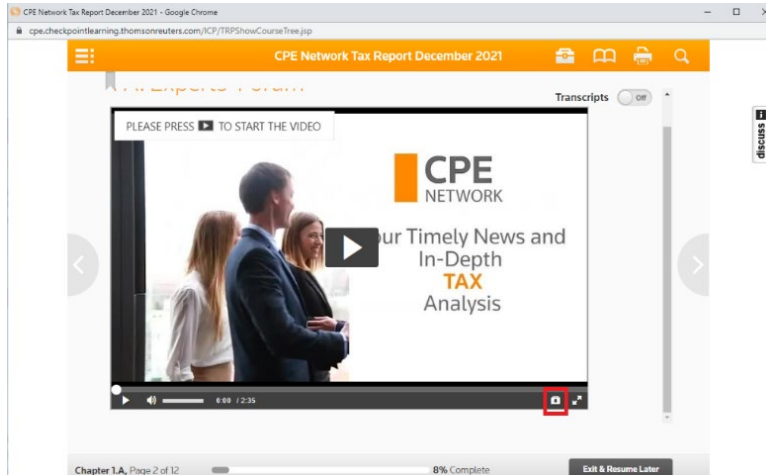 CPE Network Tax Report December 2021 - Google Chrome
cpe.checkpointlearning.thomsonreuters.com/ICP/TRPShowCourseTree.jsp
CPE Network Tax Report December 2021
Transcripts Off
PLEASE PRESS TO START THE VIDEO
discuss
CPE
NETWORK
ur Timely News and
In-Depth
TAX
Analysis
0:00 / 2:35
Chapter 1.A, Page 2 of 12
8% Complete
Exit & Resume Later